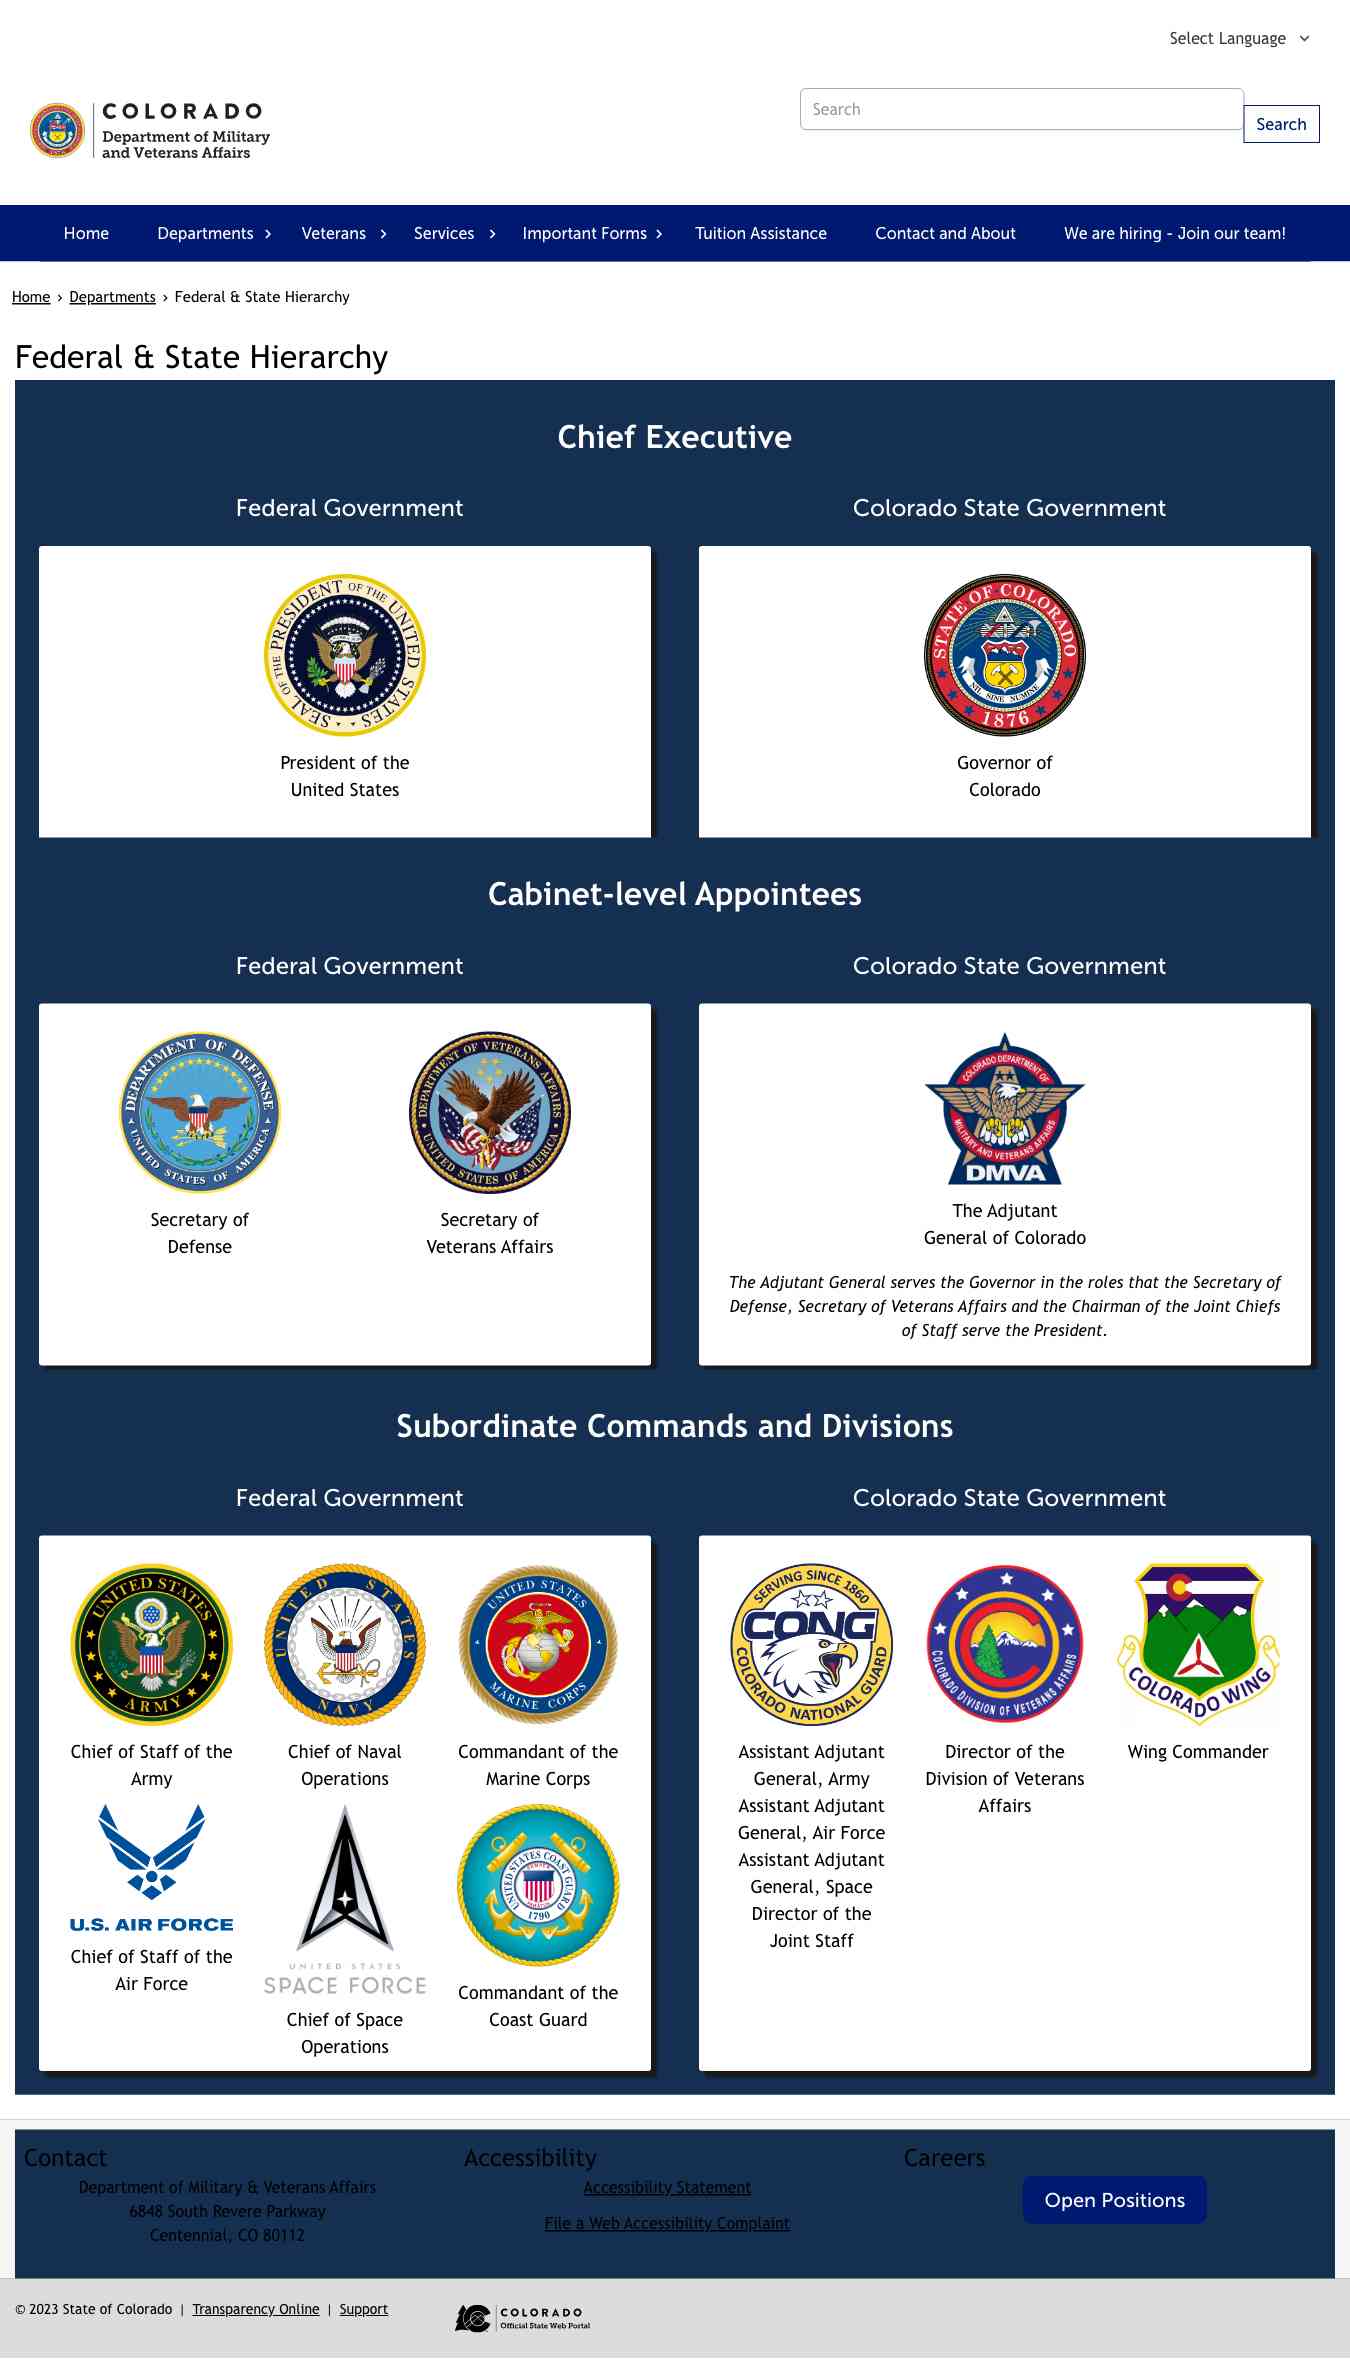 Select Language
COLORADO
Department of Military
and Veterans Affairs
Search
Search
Home
Departments
Veterans
Services
Important Forms
Tuition Assistance
Contact and About
We are hiring - Join our team!
Home › Departments › Federal & State Hierarchy
Federal & State Hierarchy
Chief Executive
Federal Government
Colorado State Government
SEAL OF THE PRESIDENT OF THE UNITED STATES
President of the
United States
STATE OF COLORADO
NIL SINE NUMINE
1876
Governor of
Colorado
Cabinet-level Appointees
Federal Government
Colorado State Government
DEPARTMENT OF DEFENSE
UNITED STATES OF AMERICA
Secretary of
Defense
DEPARTMENT OF VETERANS AFFAIRS
UNITED STATES OF AMERICA
Secretary of
Veterans Affairs
COLORADO DEPARTMENT OF
MILITARY AND VETERANS AFFAIRS
DMVA
The Adjutant
General of Colorado
The Adjutant General serves the Governor in the roles that the Secretary of
Defense, Secretary of Veterans Affairs and the Chairman of the Joint Chiefs
of Staff serve the President.
Subordinate Commands and Divisions
Federal Government
Colorado State Government
UNITED STATES
ARMY
Chief of Staff of the
Army
UNITED STATES
NAVY
Chief of Naval
Operations
UNITED STATES
MARINE CORPS
Commandant of the
Marine Corps
U.S. AIR FORCE
Chief of Staff of the
Air Force
UNITED STATES
SPACE FORCE
Chief of Space
Operations
UNITED STATES COAST GUARD
1790
Commandant of the
Coast Guard
SERVING SINCE 1860
CONG
COLORADO NATIONAL GUARD
Assistant Adjutant
General, Army
Assistant Adjutant
General, Air Force
Assistant Adjutant
General, Space
Director of the
Joint Staff
COLORADO DIVISION OF VETERANS AFFAIRS
Director of the
Division of Veterans
Affairs
COLORADO WING
Wing Commander
Contact
Department of Military & Veterans Affairs
6848 South Revere Parkway
Centennial, CO 80112
Accessibility
Accessibility Statement
File a Web Accessibility Complaint
Careers
Open Positions
© 2023 State of Colorado | Transparency Online | Support
COLORADO
Official State Web Portal